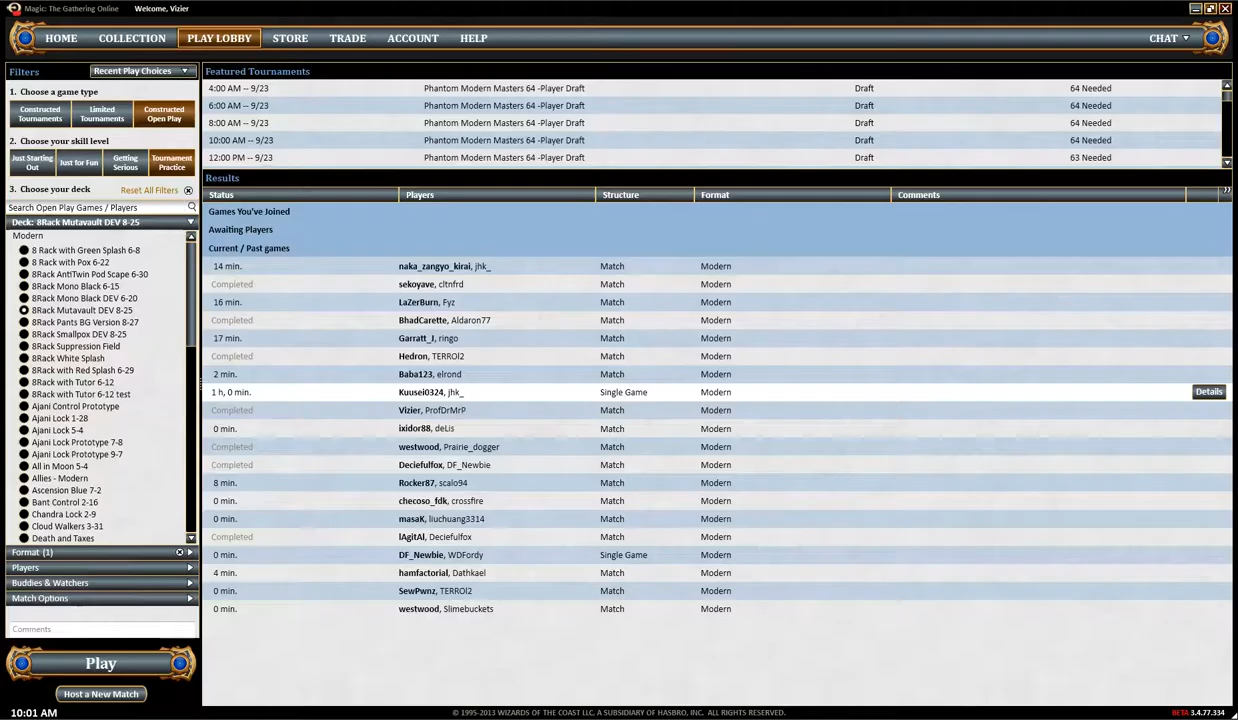 Magic: The Gathering Online Welcome, Vizier
HOME COLLECTION PLAY LOBBY STORE TRADE ACCOUNT HELP CHAT
Filters Recent Play Choices
1. Choose a game type
Constructed Tournaments Limited Tournaments Constructed Open Play
2. Choose your skill level
Just Starting Out Just for Fun Getting Serious Tournament Practice
3. Choose your deck Reset All Filters
Search Open Play Games / Players
Deck: 8Rack Mutavault DEV 8-25
Modern
8 Rack with Green Splash 6-8
8 Rack with Pox 6-22
8Rack AntiTwin Pod Scape 6-30
8Rack Mono Black 6-15
8Rack Mono Black DEV 6-20
8Rack Mutavault DEV 8-25
8Rack Pants BG Version 8-27
8Rack Smallpox DEV 8-25
8Rack Suppression Field
8Rack White Splash
8Rack with Red Splash 6-29
8Rack with Tutor 6-12
8Rack with Tutor 6-12 test
Ajani Control Prototype
Ajani Lock 1-28
Ajani Lock 5-4
Ajani Lock Prototype 7-8
Ajani Lock Prototype 9-7
All in Moon 5-4
Allies - Modern
Ascension Blue 7-2
Bant Control 2-16
Chandra Lock 2-9
Cloud Walkers 3-31
Death and Taxes
Format (1)
Players
Buddies & Watchers
Match Options
Comments
Play
Host a New Match
10:01 AM
Featured Tournaments
4:00 AM -- 9/23 Phantom Modern Masters 64 -Player Draft Draft 64 Needed
6:00 AM -- 9/23 Phantom Modern Masters 64 -Player Draft Draft 64 Needed
8:00 AM -- 9/23 Phantom Modern Masters 64 -Player Draft Draft 64 Needed
10:00 AM -- 9/23 Phantom Modern Masters 64 -Player Draft Draft 64 Needed
12:00 PM -- 9/23 Phantom Modern Masters 64 -Player Draft Draft 63 Needed
Results
Status Players Structure Format Comments
Games You've Joined
Awaiting Players
Current / Past games
14 min. naka_zangyo_kirai, jhk_ Match Modern
Completed sekoyave, cltnfrd Match Modern
16 min. LaZerBurn, Fyz Match Modern
Completed BhadCarette, Aldaron77 Match Modern
17 min. Garratt_J, ringo Match Modern
Completed Hedron, TERROl2 Match Modern
2 min. Baba123, elrond Match Modern
1 h, 0 min. Kuusei0324, jhk_ Single Game Modern Details
Completed Vizier, ProfDrMrP Match Modern
0 min. ixidor88, deLis Match Modern
Completed westwood, Prairie_dogger Match Modern
Completed Deciefulfox, DF_Newbie Match Modern
8 min. Rocker87, scalo94 Match Modern
0 min. checoso_fdk, crossfire Match Modern
0 min. masaK, liuchuang3314 Match Modern
Completed lAgitAl, Deciefulfox Match Modern
0 min. DF_Newbie, WDFordy Single Game Modern
4 min. hamfactorial, Dathkael Match Modern
0 min. SewPwnz, TERROl2 Match Modern
0 min. westwood, Slimebuckets Match Modern
© 1995-2013 WIZARDS OF THE COAST LLC, A SUBSIDIARY OF HASBRO, INC. ALL RIGHTS RESERVED. BETA 3.4.77.334